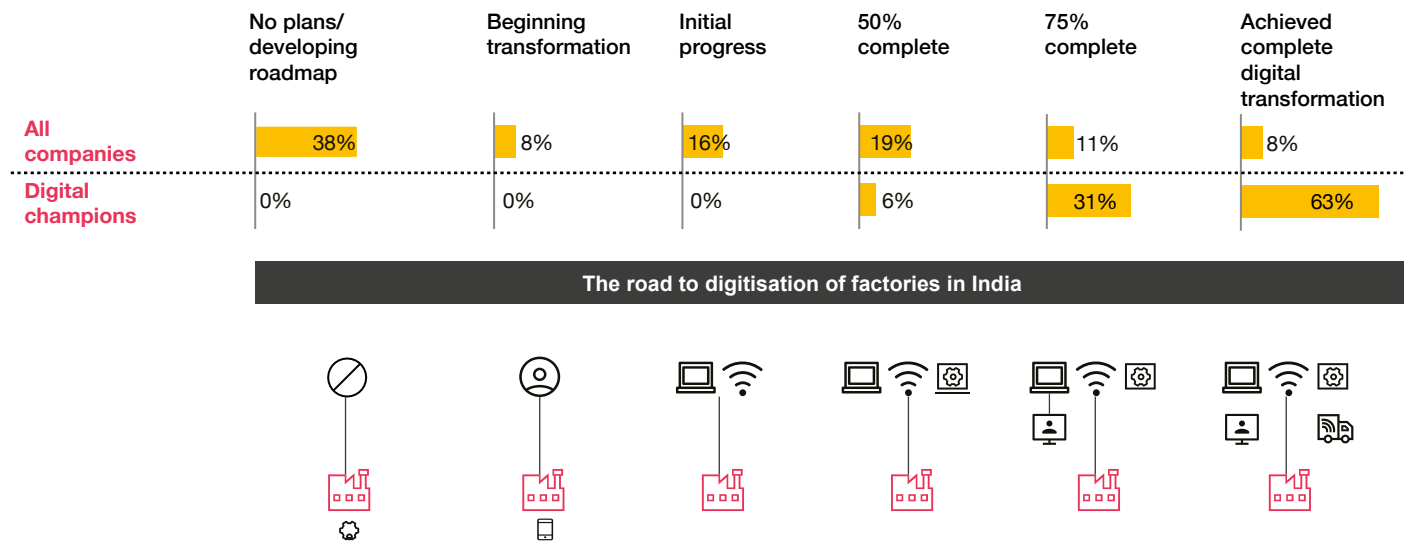 No plans/
developing
roadmap
Beginning
transformation
Initial
progress
50%
complete
75%
complete
Achieved
complete
digital
transformation
All
companies
38%
8%
16%
19%
11%
8%
Digital
champions
0%
0%
0%
6%
31%
63%
The road to digitisation of factories in India